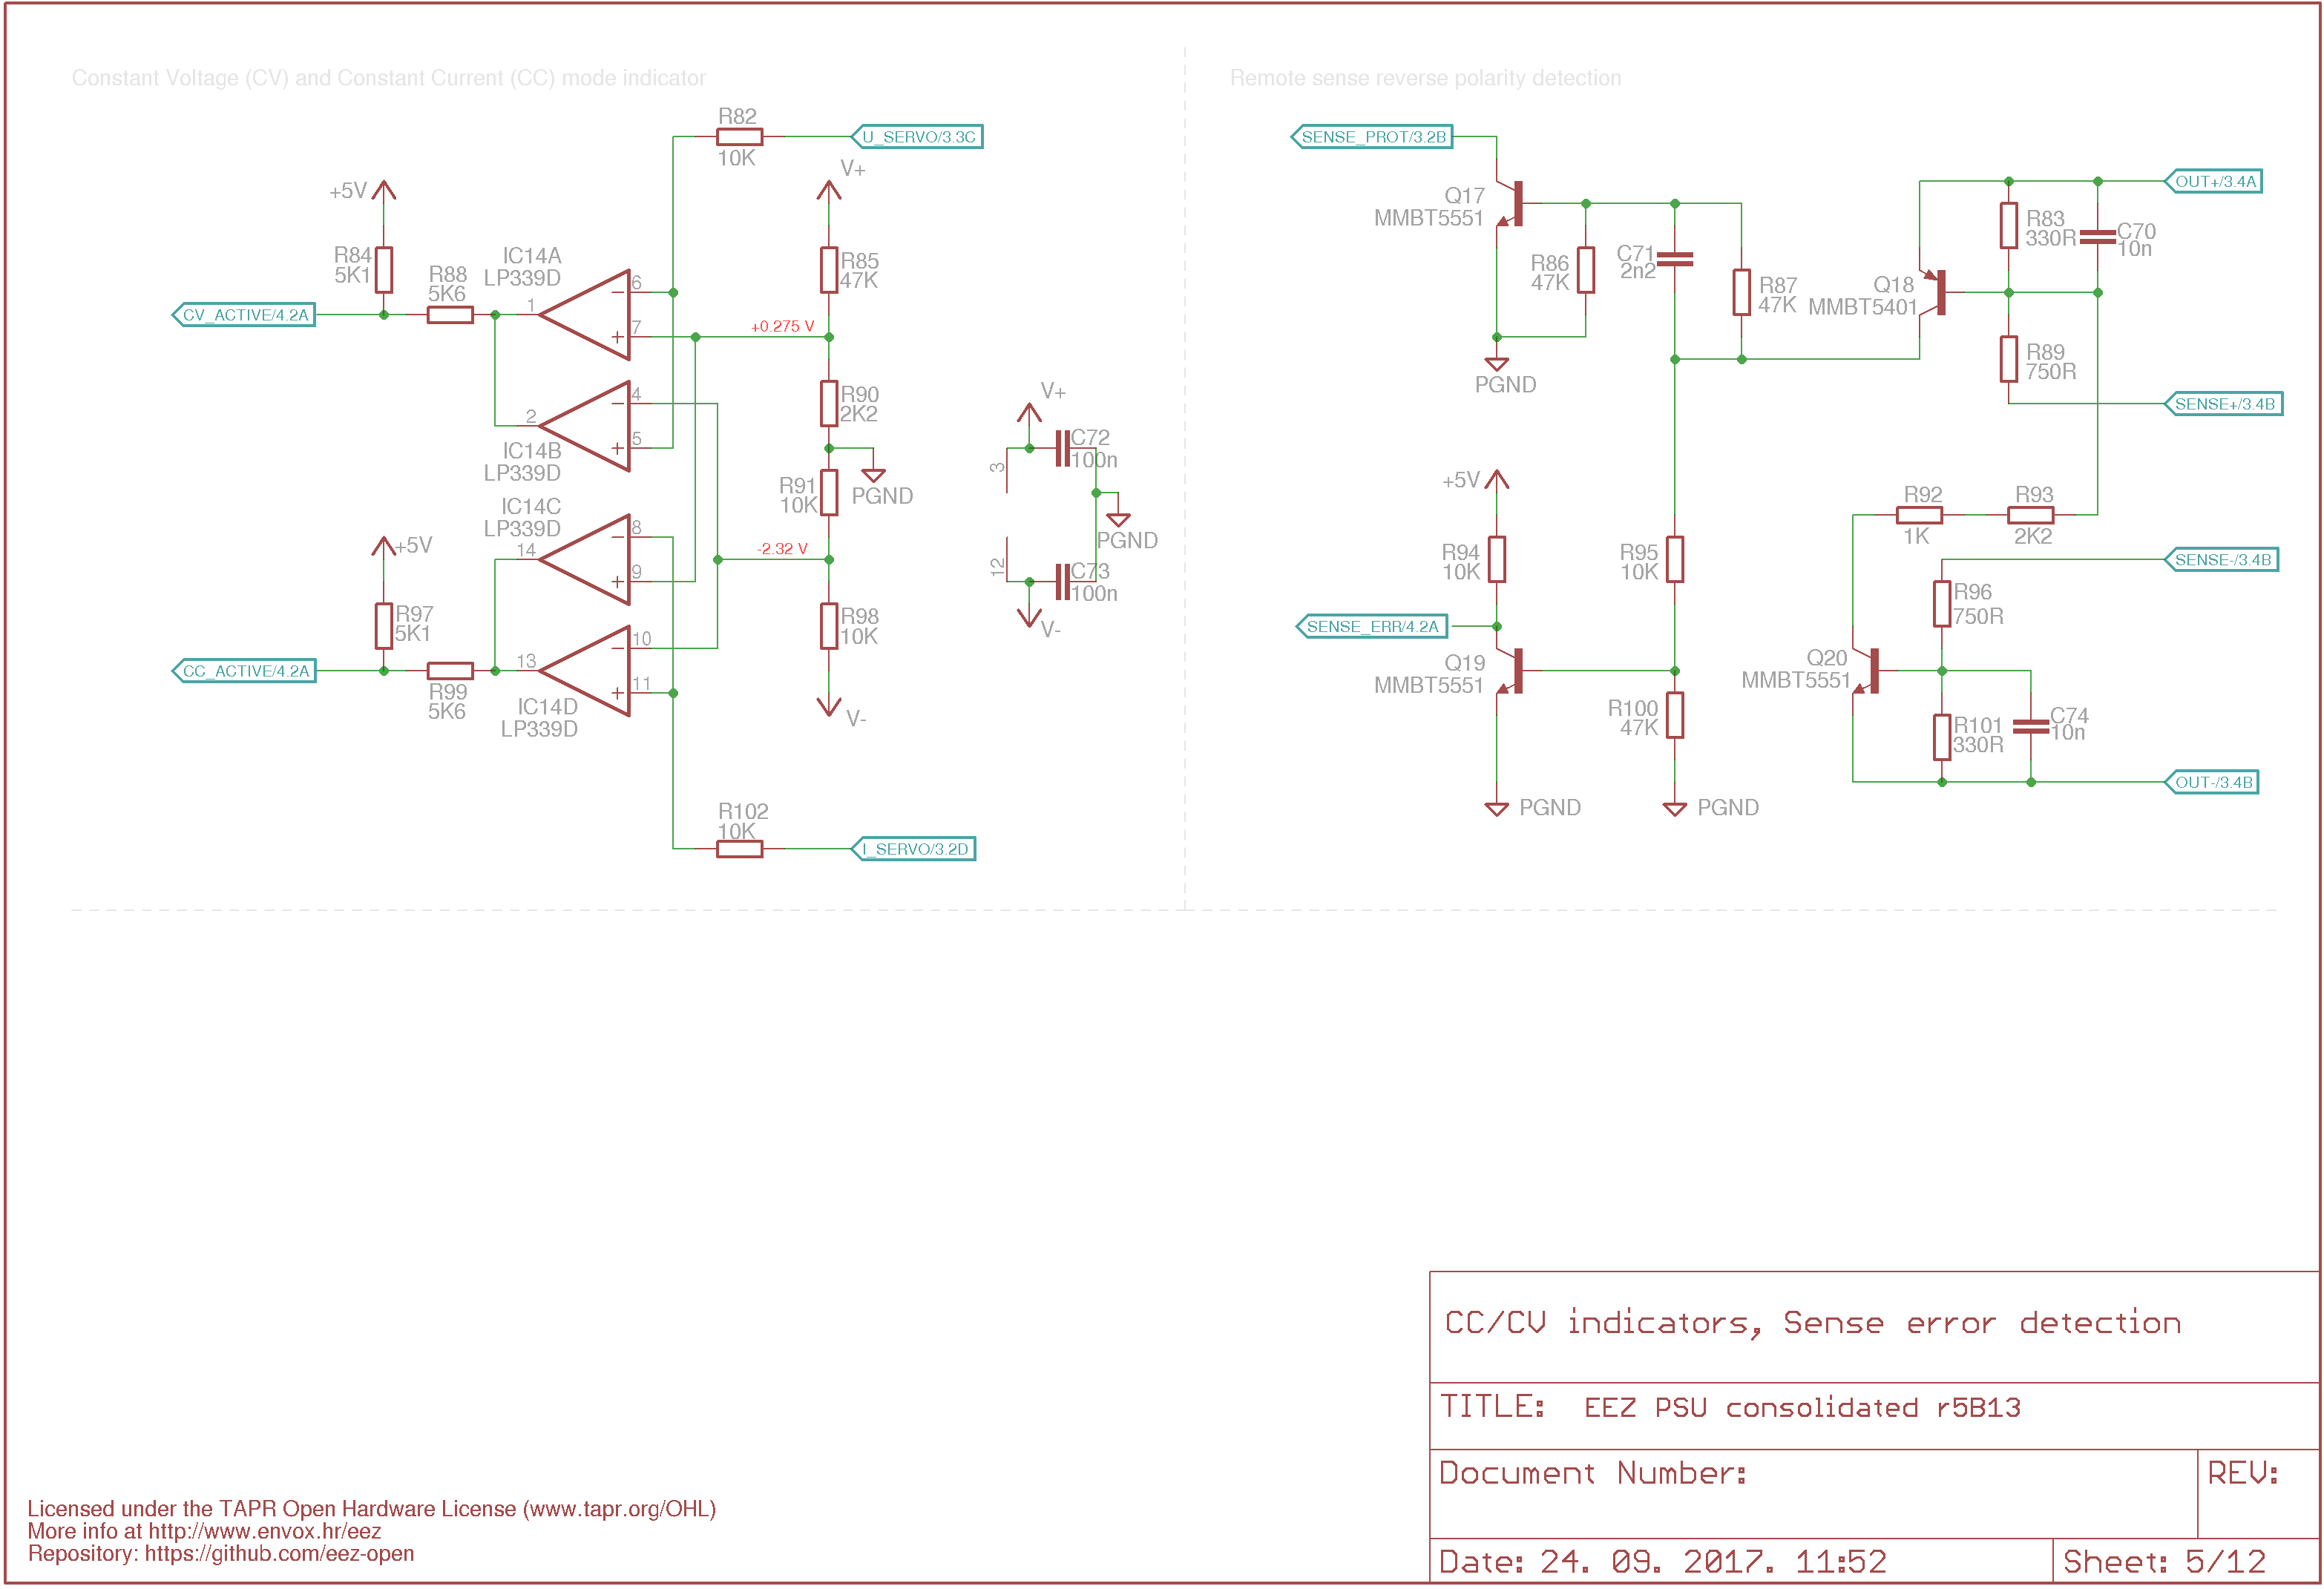 Constant Voltage (CV) and Constant Current (CC) mode indicator
R82
10K
U_SERVO/3.3C
V+
+5V
R84
5K1
R88
5K6
IC14A
LP339D
6
7
1
R85
47K
+0.275 V
CV_ACTIVE/4.2A
R90
2K2
2
4
5
IC14B
LP339D
V+
3
C72
100n
R91
10K
PGND
PGND
IC14C
LP339D
14
8
9
+5V
-2.32 V
12
C73
100n
V-
R97
5K1
R98
10K
CC_ACTIVE/4.2A
R99
5K6
13
10
11
IC14D
LP339D
V-
R102
10K
I_SERVO/3.2D
Remote sense reverse polarity detection
SENSE_PROT/3.2B
Q17
MMBT5551
R86
47K
C71
2n2
R87
47K
Q18
MMBT5401
R83
330R
C70
10n
OUT+/3.4A
PGND
R89
750R
SENSE+/3.4B
+5V
R94
10K
R95
10K
R92
1K
R93
2K2
SENSE-/3.4B
R96
750R
SENSE_ERR/4.2A
Q19
MMBT5551
R100
47K
Q20
MMBT5551
R101
330R
C74
10n
OUT-/3.4B
PGND
PGND
CC/CV indicators, Sense error detection
TITLE: EEZ PSU consolidated r5B13
Document Number:
REV:
Date: 24. 09. 2017. 11:52
Sheet: 5/12
Licensed under the TAPR Open Hardware License (www.tapr.org/OHL)
More info at http://www.envox.hr/eez
Repository: https://github.com/eez-open